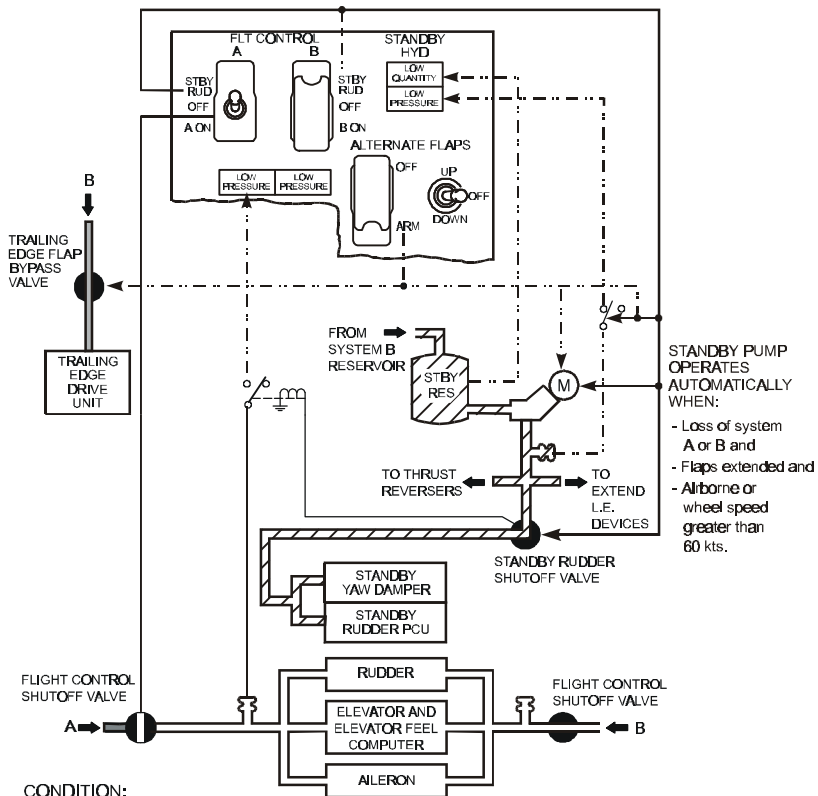 FLT CONTROL
A
B
STANDBY
HYD
STBY
RUD
OFF
A ON
STBY
RUD
OFF
B ON
LOW
QUANTITY
LOW
PRESSURE
ALTERNATE FLAPS
OFF
ARM
UP
OFF
DOWN
LOW
PRESSURE
LOW
PRESSURE
B
TRAILING
EDGE FLAP
BYPASS
VALVE
TRAILING
EDGE
DRIVE
UNIT
FROM
SYSTEM B
RESERVOIR
STBY
RES
M
STANDBY PUMP
OPERATES
AUTOMATICALLY
WHEN:
- Loss of system
A or B and
- Flaps extended and
- Airborne or
wheel speed
greater than
60 kts.
TO THRUST
REVERSERS
TO
EXTEND
L.E.
DEVICES
STANDBY RUDDER
SHUTOFF VALVE
STANDBY
YAW DAMPER
STANDBY
RUDDER PCU
FLIGHT CONTROL
SHUTOFF VALVE
A
RUDDER
ELEVATOR AND
ELEVATOR FEEL
COMPUTER
AILERON
FLIGHT CONTROL
SHUTOFF VALVE
B
CONDITION: